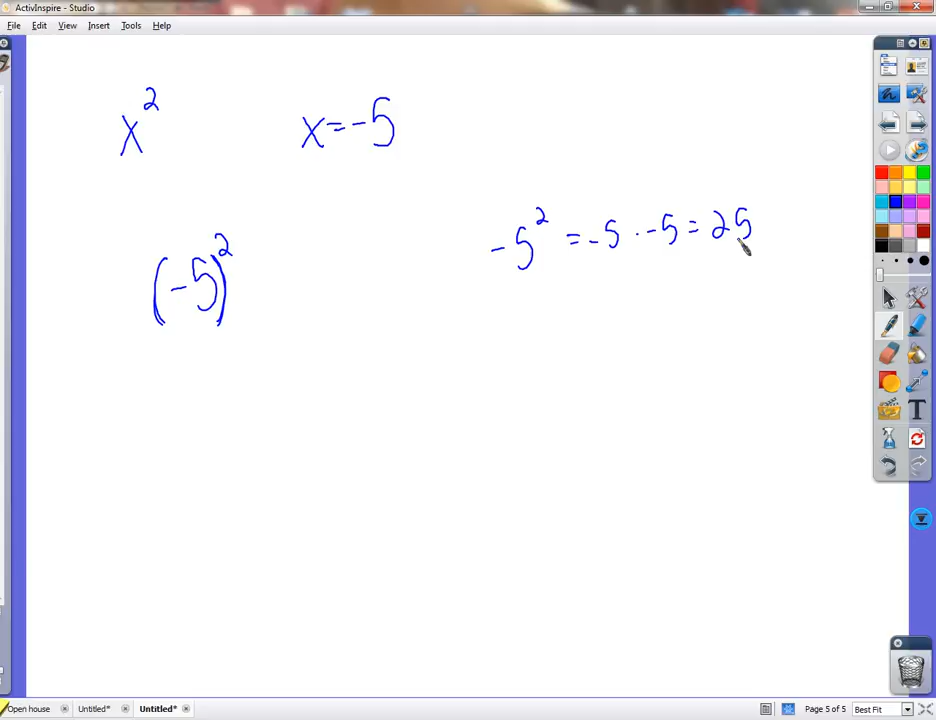 ActivInspire - Studio
File Edit View Insert Tools Help
x² x=-5
-5² = -5 · -5 = 25
(-5)²
T
Open house Untitled* Untitled* Page 5 of 5 Best Fit